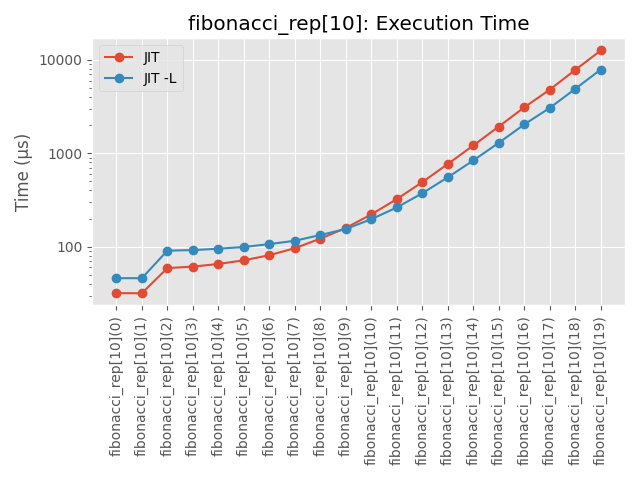 fibonacci_rep[10]: Execution Time
JIT
JIT -L
Time (µs)
10000
1000
100
fibonacci_rep[10](0)
fibonacci_rep[10](1)
fibonacci_rep[10](2)
fibonacci_rep[10](3)
fibonacci_rep[10](4)
fibonacci_rep[10](5)
fibonacci_rep[10](6)
fibonacci_rep[10](7)
fibonacci_rep[10](8)
fibonacci_rep[10](9)
fibonacci_rep[10](10)
fibonacci_rep[10](11)
fibonacci_rep[10](12)
fibonacci_rep[10](13)
fibonacci_rep[10](14)
fibonacci_rep[10](15)
fibonacci_rep[10](16)
fibonacci_rep[10](17)
fibonacci_rep[10](18)
fibonacci_rep[10](19)